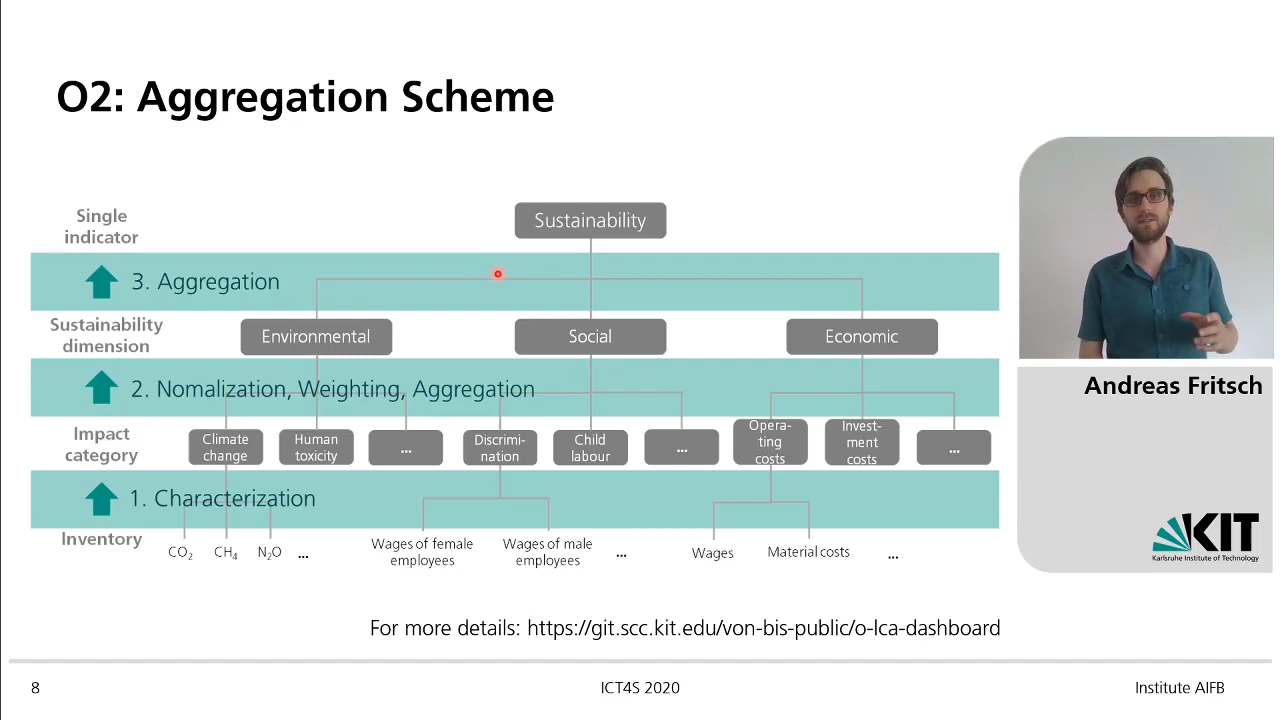 O2: Aggregation Scheme
Single
indicator
Sustainability
3. Aggregation
Sustainability
dimension
Environmental
Social
Economic
2. Nomalization, Weighting, Aggregation
Impact
category
Climate
change
Human
toxicity
...
Discrimi-
nation
Child
labour
...
Opera-
ting
costs
Invest-
ment
costs
...
1. Characterization
Inventory
CO2
CH4
N2O
...
Wages of female
employees
Wages of male
employees
...
Wages
Material costs
...
Andreas Fritsch
KIT
Karlsruhe Institute of Technology
For more details: https://git.scc.kit.edu/von-bis-public/o-lca-dashboard
8
ICT4S 2020
Institute AIFB